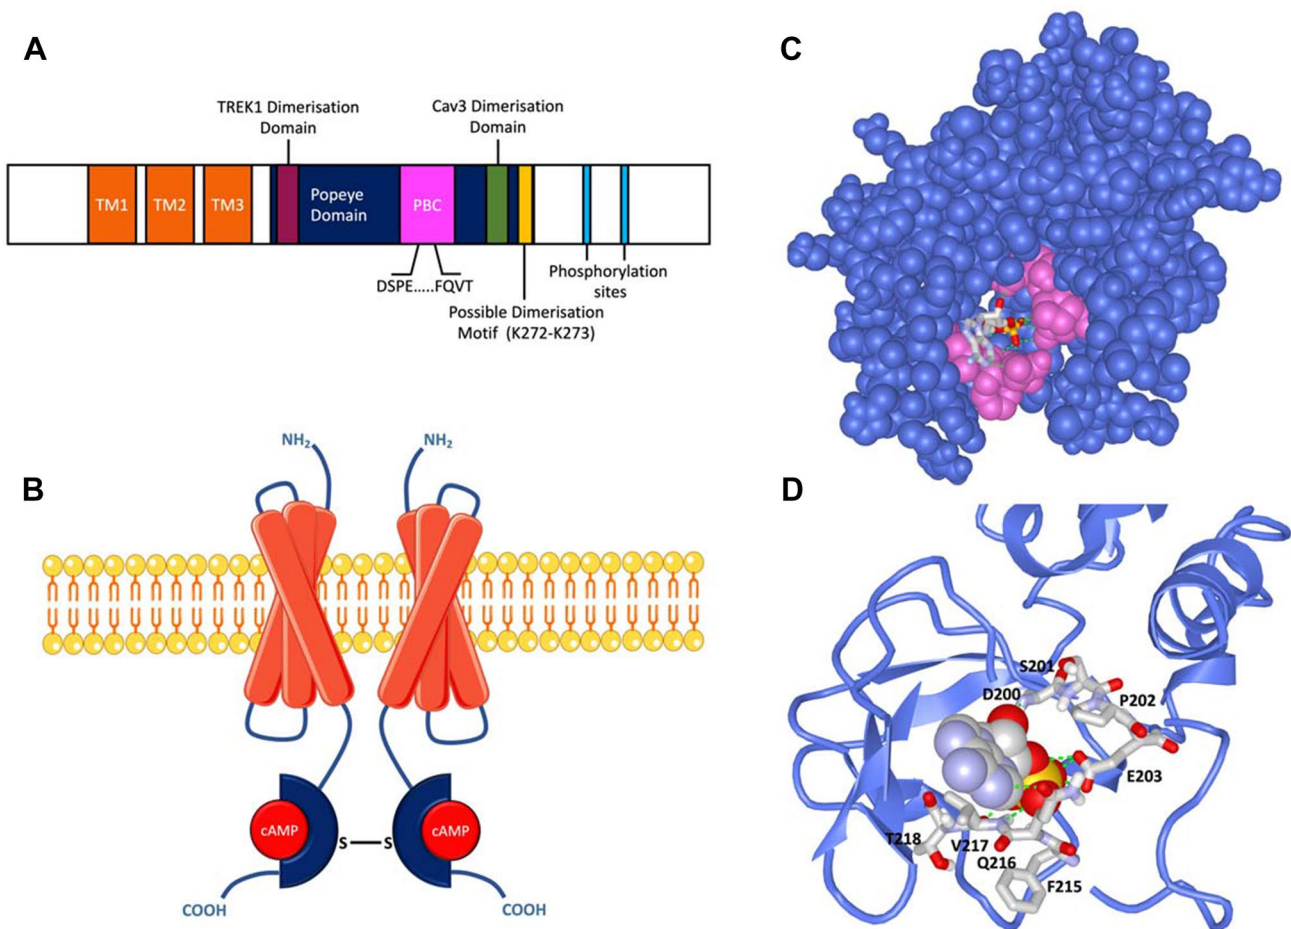 A
TREK1 Dimerisation
Domain
Cav3 Dimerisation
Domain
TM1
TM2
TM3
Popeye
Domain
PBC
DSPE.....FQVT
Phosphorylation
sites
Possible Dimerisation
Motif (K272-K273)
B
NH₂
NH₂
cAMP
S
S
cAMP
COOH
COOH
C
D
S201
D200
P202
E203
T218
V217
Q216
F215